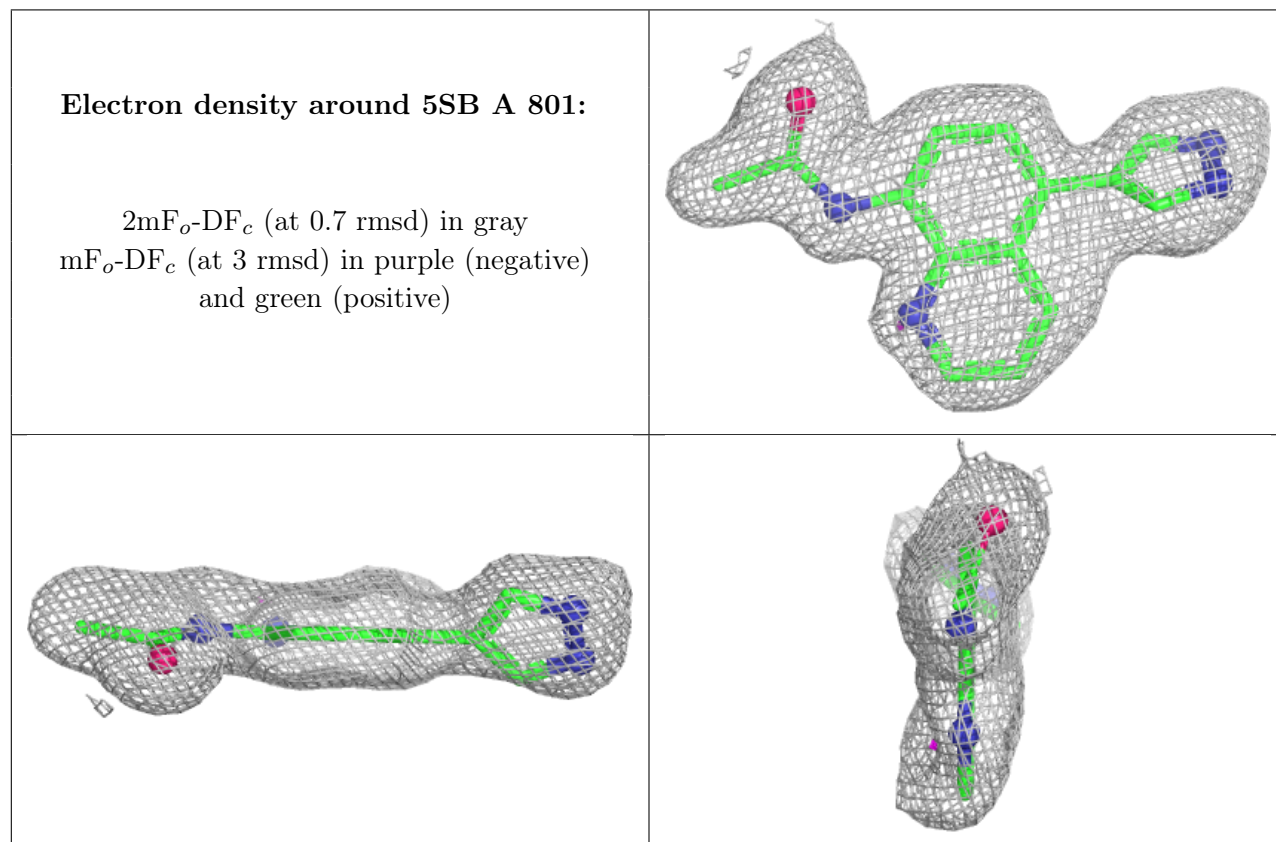 Electron density around 5SB A 801:
2mFₒ-DF𝒸 (at 0.7 rmsd) in gray
mFₒ-DF𝒸 (at 3 rmsd) in purple (negative)
and green (positive)